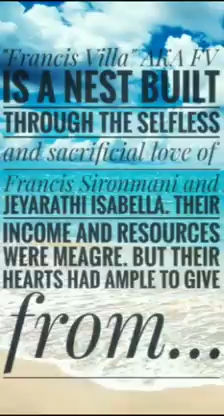 "Francis Villa" AKA FV
IS A NEST BUILT
THROUGH THE SELFLESS
and sacrificial love of
Francis Sironmani and
JEYARATHI ISABELLA. THEIR
INCOME AND RESOURCES
WERE MEAGRE. BUT THEIR
HEARTS HAD AMPLE TO GIVE
from...